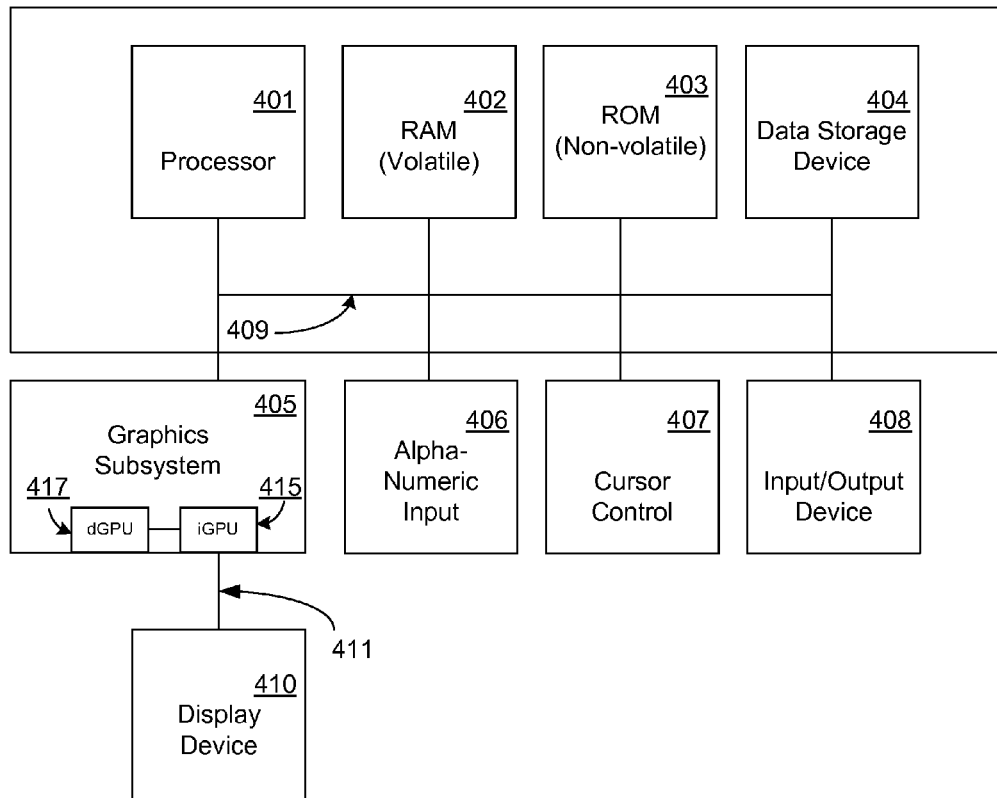 401
Processor
402
RAM
(Volatile)
403
ROM
(Non-volatile)
404
Data Storage
Device
409
405
Graphics
Subsystem
417
415
dGPU
iGPU
406
Alpha-
Numeric
Input
407
Cursor
Control
408
Input/Output
Device
411
410
Display
Device